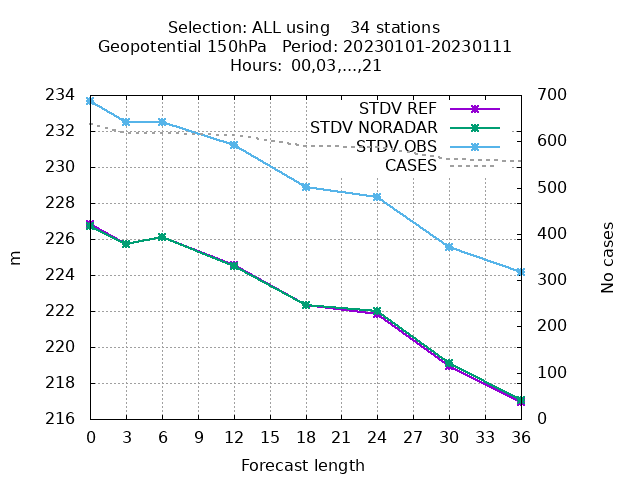 Selection: ALL using    34 stations
Geopotential 150hPa   Period: 20230101-20230111
Hours:  00,03,...,21
234
232
230
228
226
224
222
220
218
216
m
700
600
500
400
300
200
100
0
No cases
STDV REF
STDV NORADAR
STDV OBS
CASES
0 3 6 9 12 15 18 21 24 27 30 33 36
Forecast length